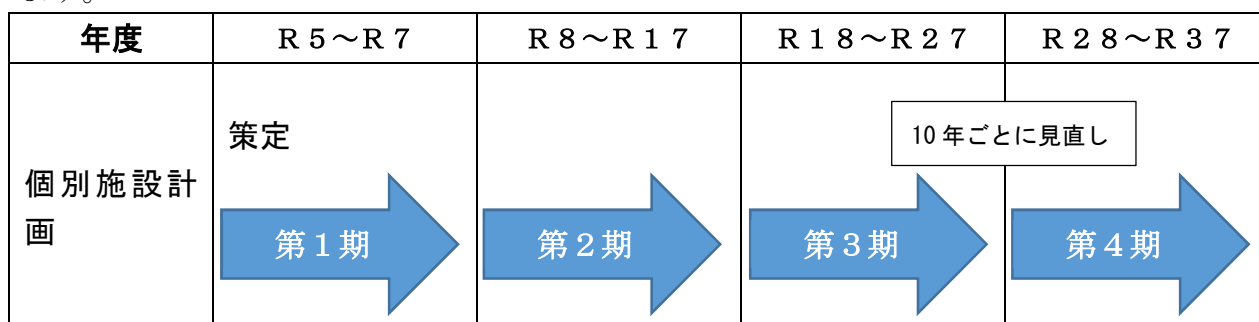 年度 R5～R7 R8～R17 R18～R27 R28～R37
個別施設計
画
策定
10年ごとに見直し
第1期 第2期 第3期 第4期